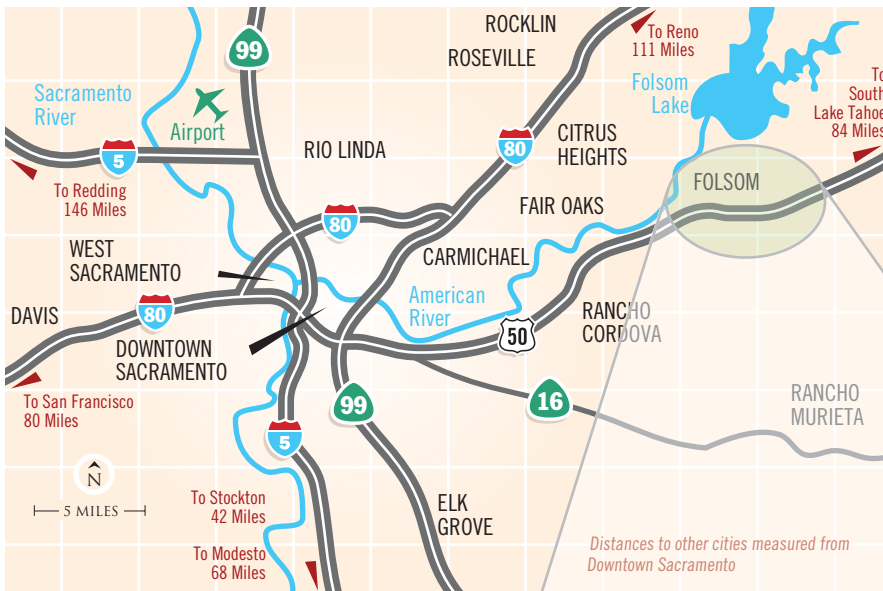 ROCKLIN
To Reno
111 Miles
99
ROSEVILLE
Folsom
Lake
To
South
Lake Tahoe
84 Miles
Sacramento
River
Airport
5
RIO LINDA
80
CITRUS
HEIGHTS
To Redding
146 Miles
FOLSOM
80
FAIR OAKS
WEST
SACRAMENTO
CARMICHAEL
American
River
DAVIS
80
RANCHO
CORDOVA
50
DOWNTOWN
SACRAMENTO
To San Francisco
80 Miles
99
16
RANCHO
MURIETA
5
N
5 MILES
To Stockton
42 Miles
ELK
GROVE
To Modesto
68 Miles
Distances to other cities measured from
Downtown Sacramento